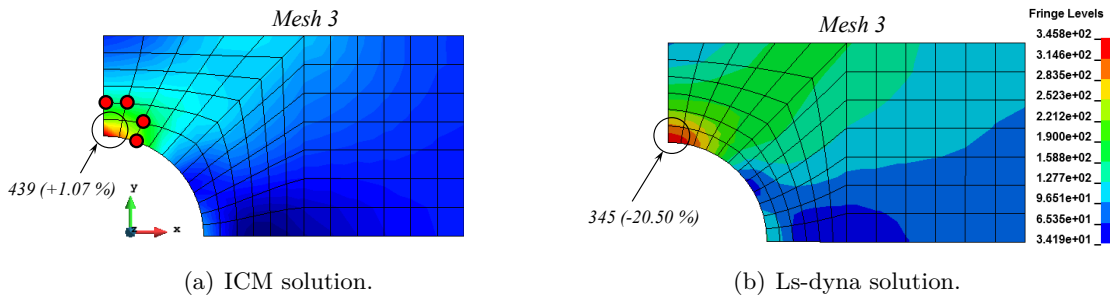 Mesh 3
439 (+1.07 %)
y
z
x
(a) ICM solution.
Mesh 3
345 (-20.50 %)
Fringe Levels
3.458e+02
3.146e+02
2.835e+02
2.523e+02
2.212e+02
1.900e+02
1.588e+02
1.277e+02
9.651e+01
6.535e+01
3.419e+01
(b) Ls-dyna solution.